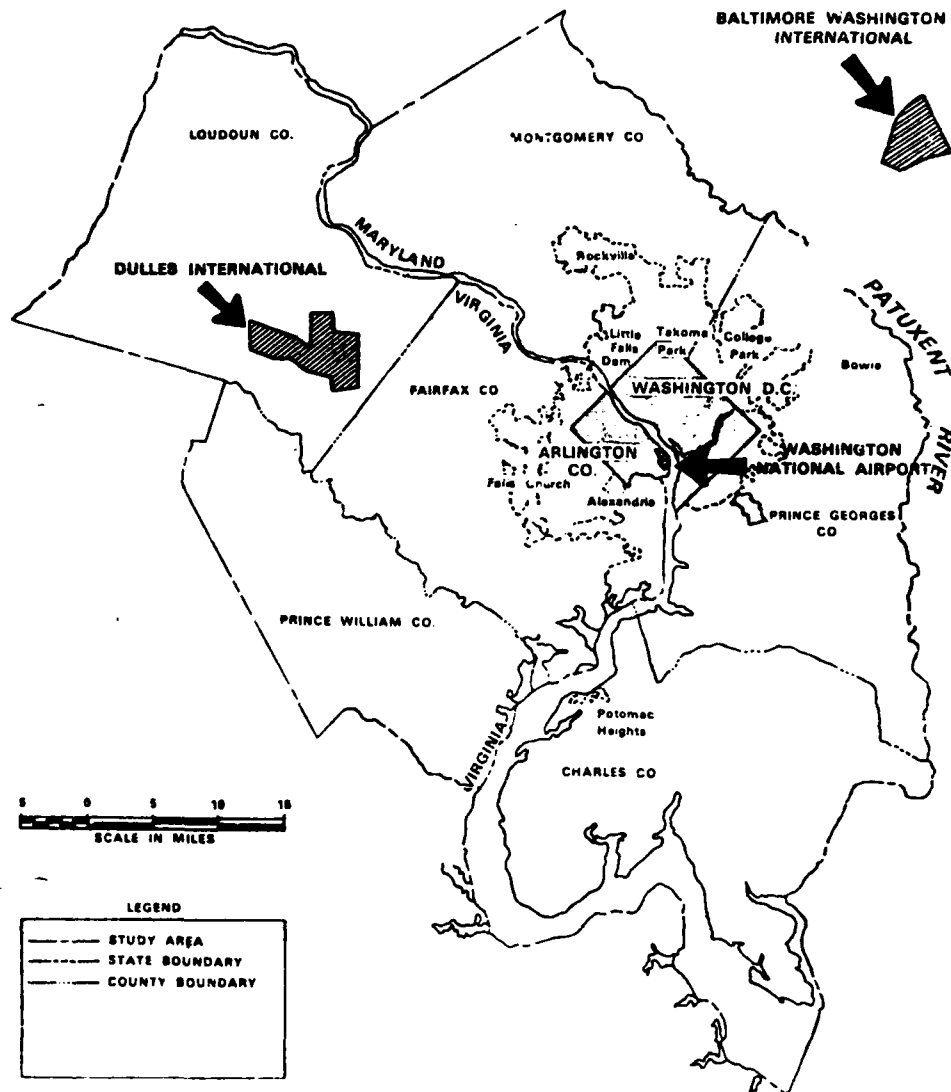 BALTIMORE WASHINGTON
INTERNATIONAL
LOUDOUN CO.
MONTGOMERY CO
MARYLAND
VIRGINIA
DULLES INTERNATIONAL
Rockville
PATUXENT
RIVER
Little
Falls
Dam
Takoma
Park
College
Park
Bowie
FAIRFAX CO
WASHINGTON D.C.
ARLINGTON
CO.
WASHINGTON
NATIONAL AIRPORT
Falls Church
Alexandria
PRINCE GEORGES
CO
PRINCE WILLIAM CO.
VIRGINIA
Potomac
Heights
CHARLES CO
5 0 5 10 15
SCALE IN MILES
LEGEND
STUDY AREA
STATE BOUNDARY
COUNTY BOUNDARY